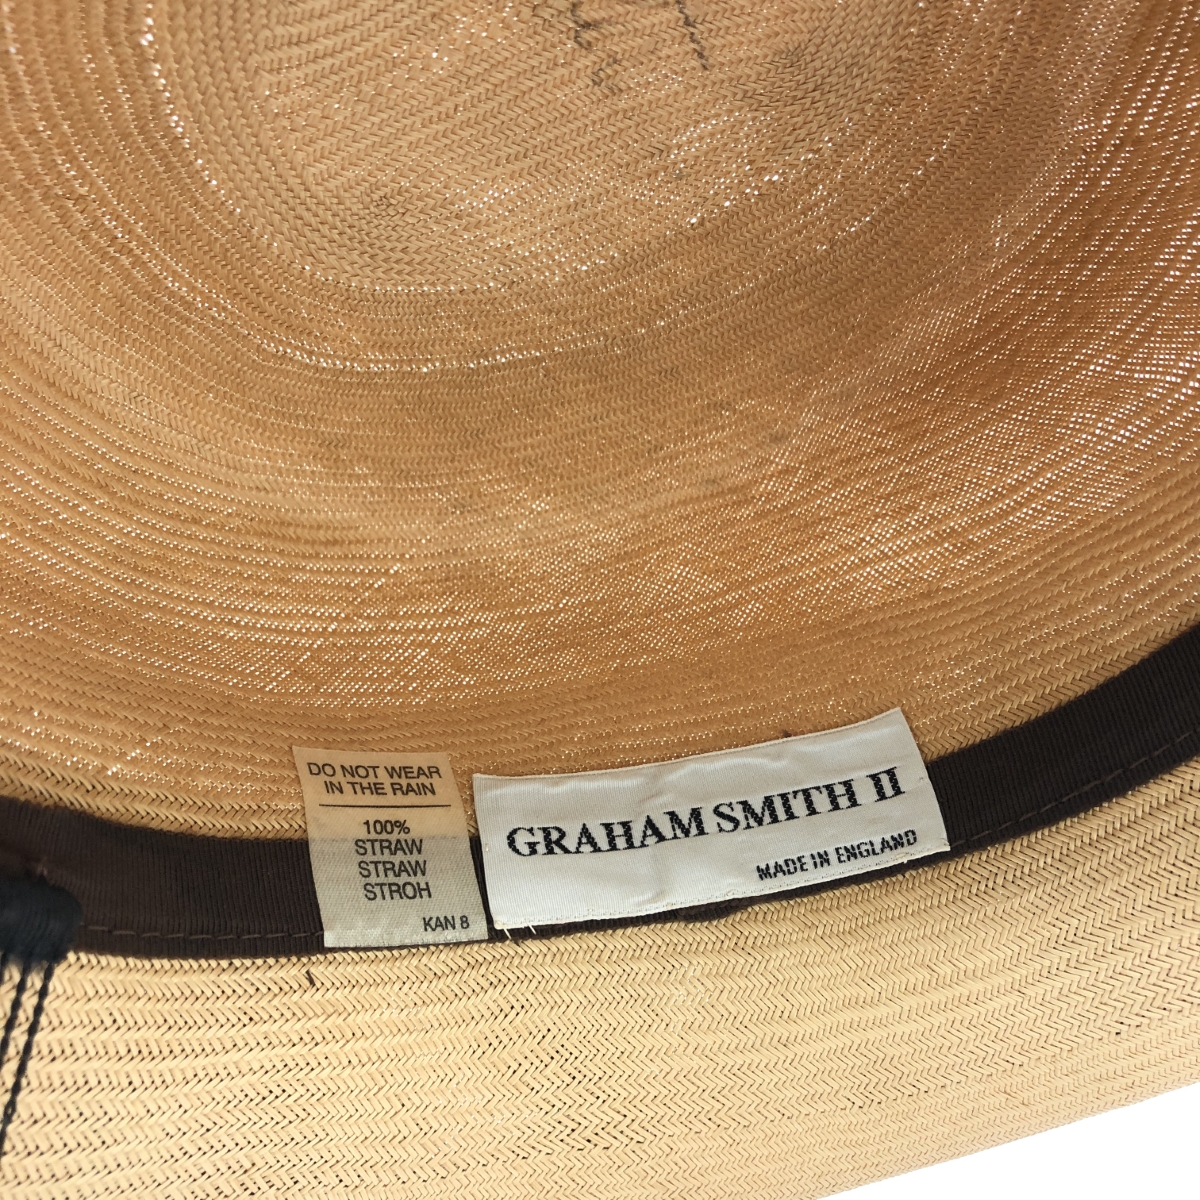 DO NOT WEAR
IN THE RAIN
100%
STRAW
STRAW
STROH
KAN 8
GRAHAM SMITH II
MADE IN ENGLAND